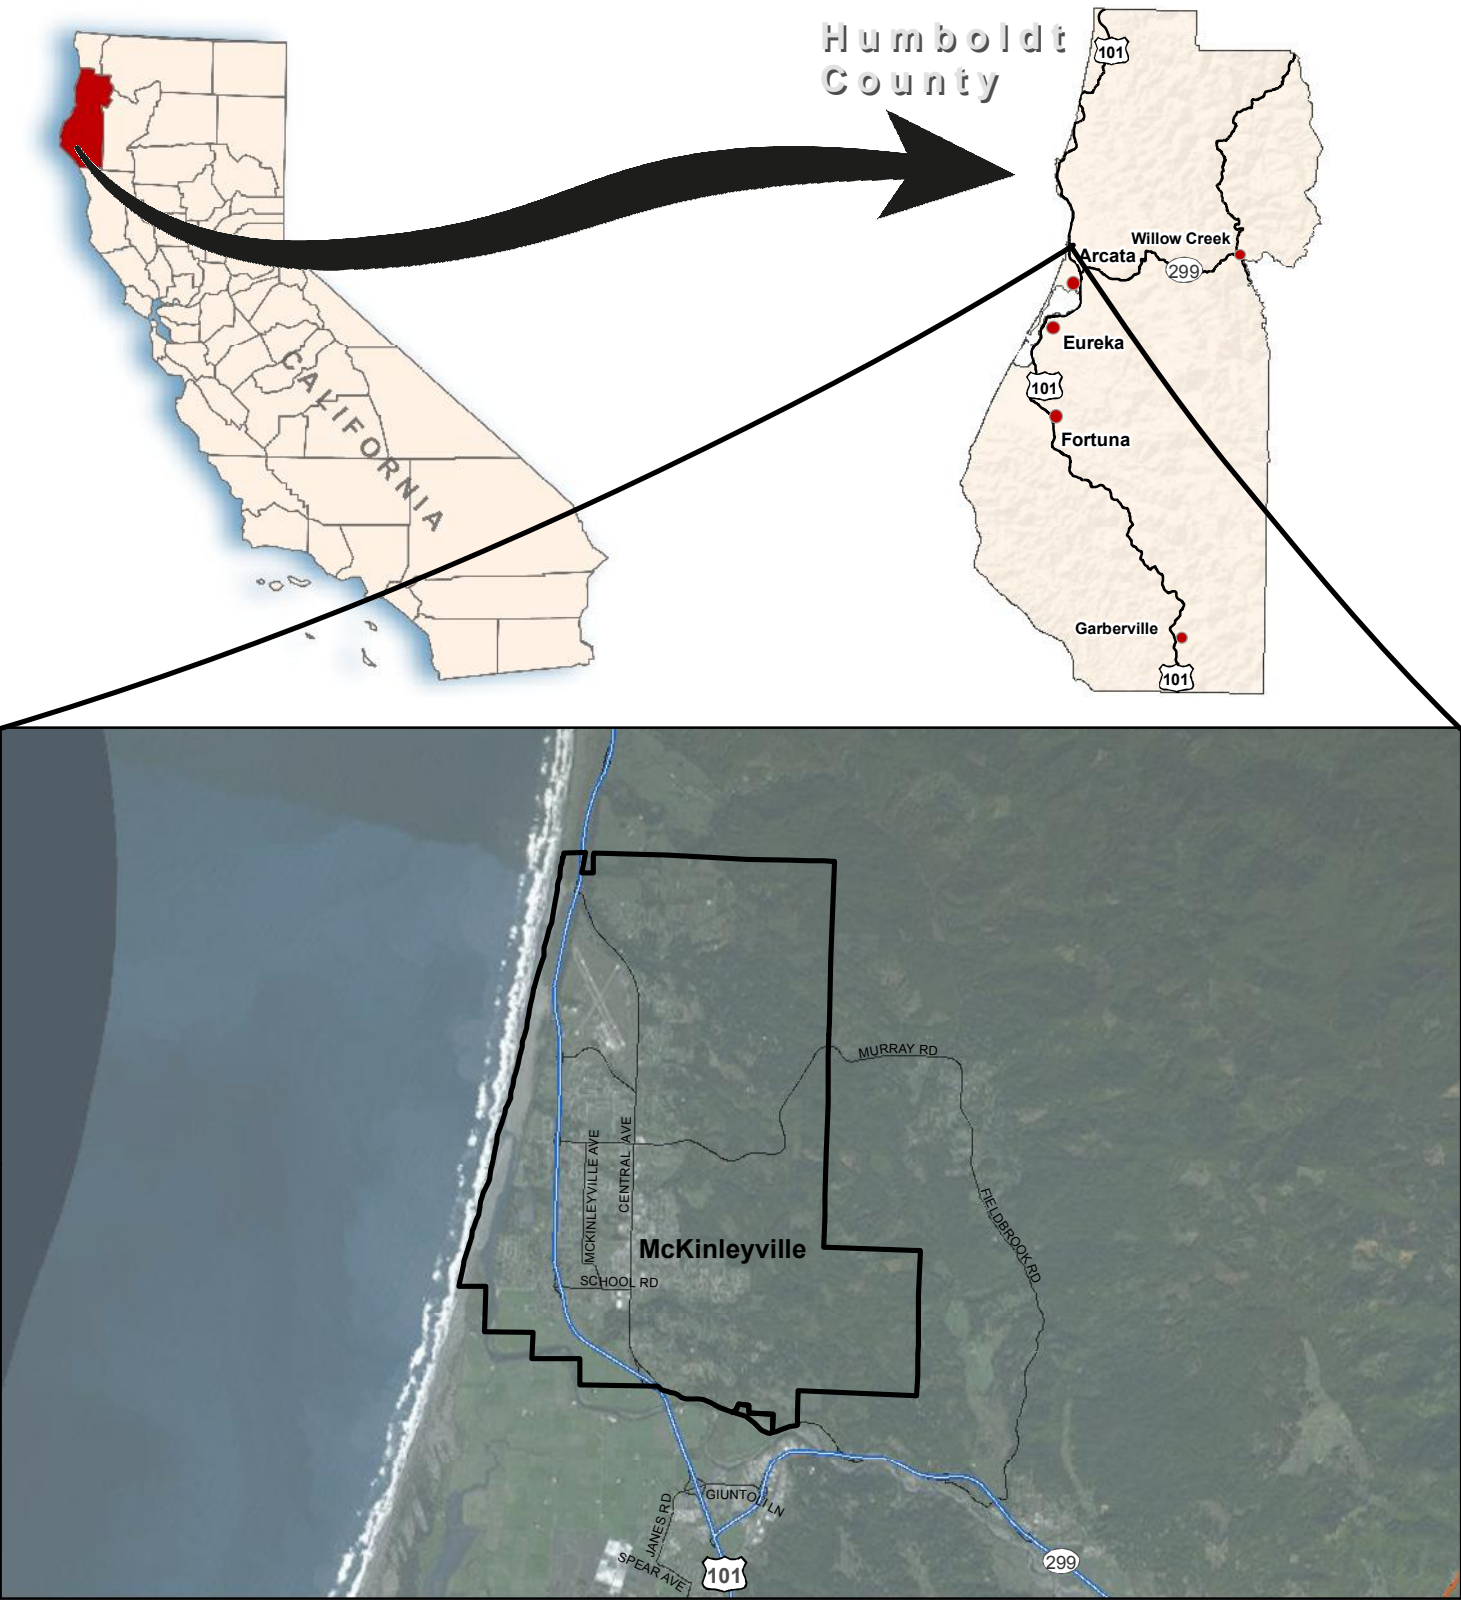 Humboldt
County
101
Willow Creek
Arcata
299
Eureka
101
Fortuna
CALIFORNIA
Garberville
101
MURRAY RD
MCKINLEYVILLE AVE
CENTRAL AVE
FIELDBROOK RD
McKinleyville
SCHOOL RD
GIUNTOLI LN
JANES RD
SPEAR AVE
101
299